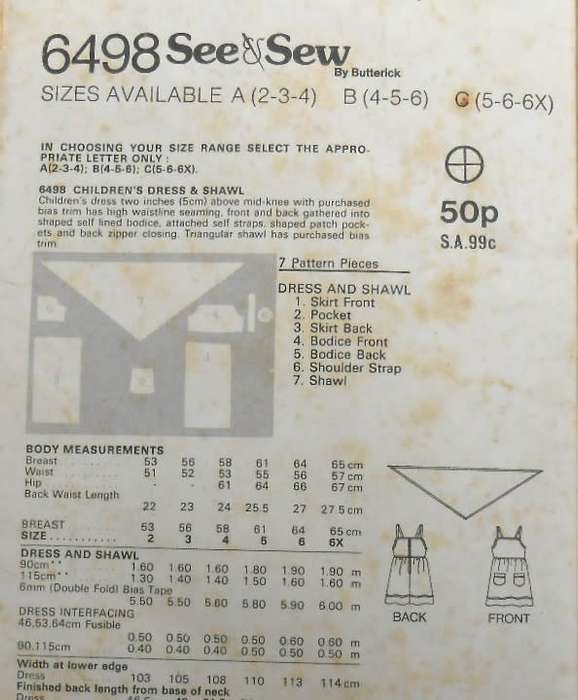 6498 See & Sew
By Butterick
SIZES AVAILABLE A (2-3-4) B (4-5-6) C (5-6-6X)
IN CHOOSING YOUR SIZE RANGE SELECT THE APPRO-
PRIATE LETTER ONLY :
A(2-3-4); B(4-5-6); C(5-6-6X).
6498 CHILDREN'S DRESS & SHAWL
Children's dress two inches (5cm) above mid-knee with purchased
bias trim has high waistline seaming, front and back gathered into
shaped self lined bodice, attached self straps, shaped patch pock-
ets and back zipper closing. Triangular shawl has purchased bias
trim
50p
S.A.99c
7 Pattern Pieces
DRESS AND SHAWL
1. Skirt Front
2. Pocket
3. Skirt Back
4. Bodice Front
5. Bodice Back
6. Shoulder Strap
7. Shawl
BODY MEASUREMENTS
Breast 53 56 58 61 64 65 cm
Waist 51 52 53 55 56 57 cm
Hip 61 64 66 67 cm
Back Waist Length
22 23 24 25.5 27 27.5 cm
BREAST 53 56 58 61 64 65 cm
SIZE........... 2 3 4 5 6 6X
DRESS AND SHAWL
90cm** 1.60 1.60 1.60 1.80 1.90 1.90 m
115cm** 1.30 1.40 1.40 1.50 1.60 1.60 m
6mm (Double Fold) Bias Tape
5.50 5.50 5.60 5.80 5.90 6.00 m
DRESS INTERFACING
46,53,64cm Fusible
0.50 0.50 0.50 0.50 0.60 0.60 m
90,115cm 0.40 0.40 0.40 0.50 0.50 0.50 m
Width at lower edge
Dress 103 105 108 110 113 114 cm
Finished back length from base of neck
Dress
BACK
FRONT